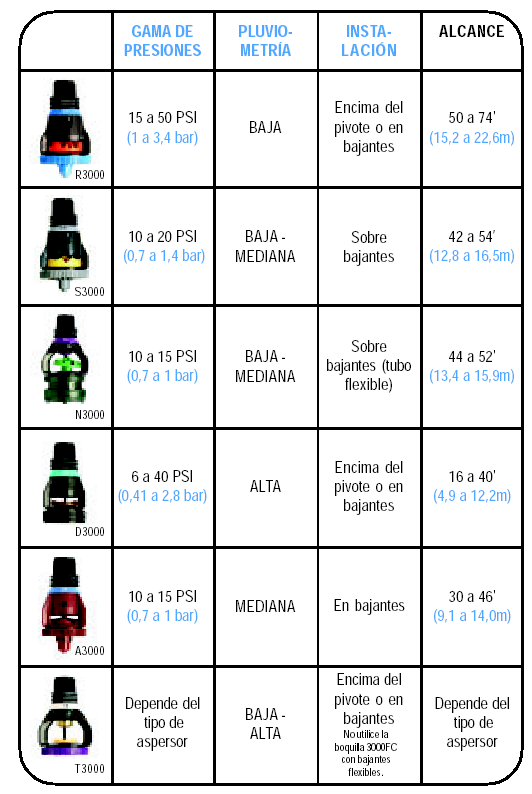 GAMA DE
PRESIONES
PLUVIO-
METRÍA
INSTA-
LACIÓN
ALCANCE
R3000
15 a 50 PSI
(1 a 3,4 bar)
BAJA
Encima del
pivote o en
bajantes
50 a 74'
(15,2 a 22,6m)
S3000
10 a 20 PSI
(0,7 a 1,4 bar)
BAJA -
MEDIANA
Sobre
bajantes
42 a 54'
(12,8 a 16,5m)
N3000
10 a 15 PSI
(0,7 a 1 bar)
BAJA -
MEDIANA
Sobre
bajantes (tubo
flexible)
44 a 52'
(13,4 a 15,9m)
D3000
6 a 40 PSI
(0,41 a 2,8 bar)
ALTA
Encima del
pivote o en
bajantes
16 a 40'
(4,9 a 12,2m)
A3000
10 a 15 PSI
(0,7 a 1 bar)
MEDIANA
En bajantes
30 a 46'
(9,1 a 14,0m)
T3000
Depende del
tipo de
aspersor
BAJA -
ALTA
Encima del
pivote o en
bajantes
No utilice la
boquilla 3000FC
con bajantes
flexibles.
Depende del
tipo de
aspersor